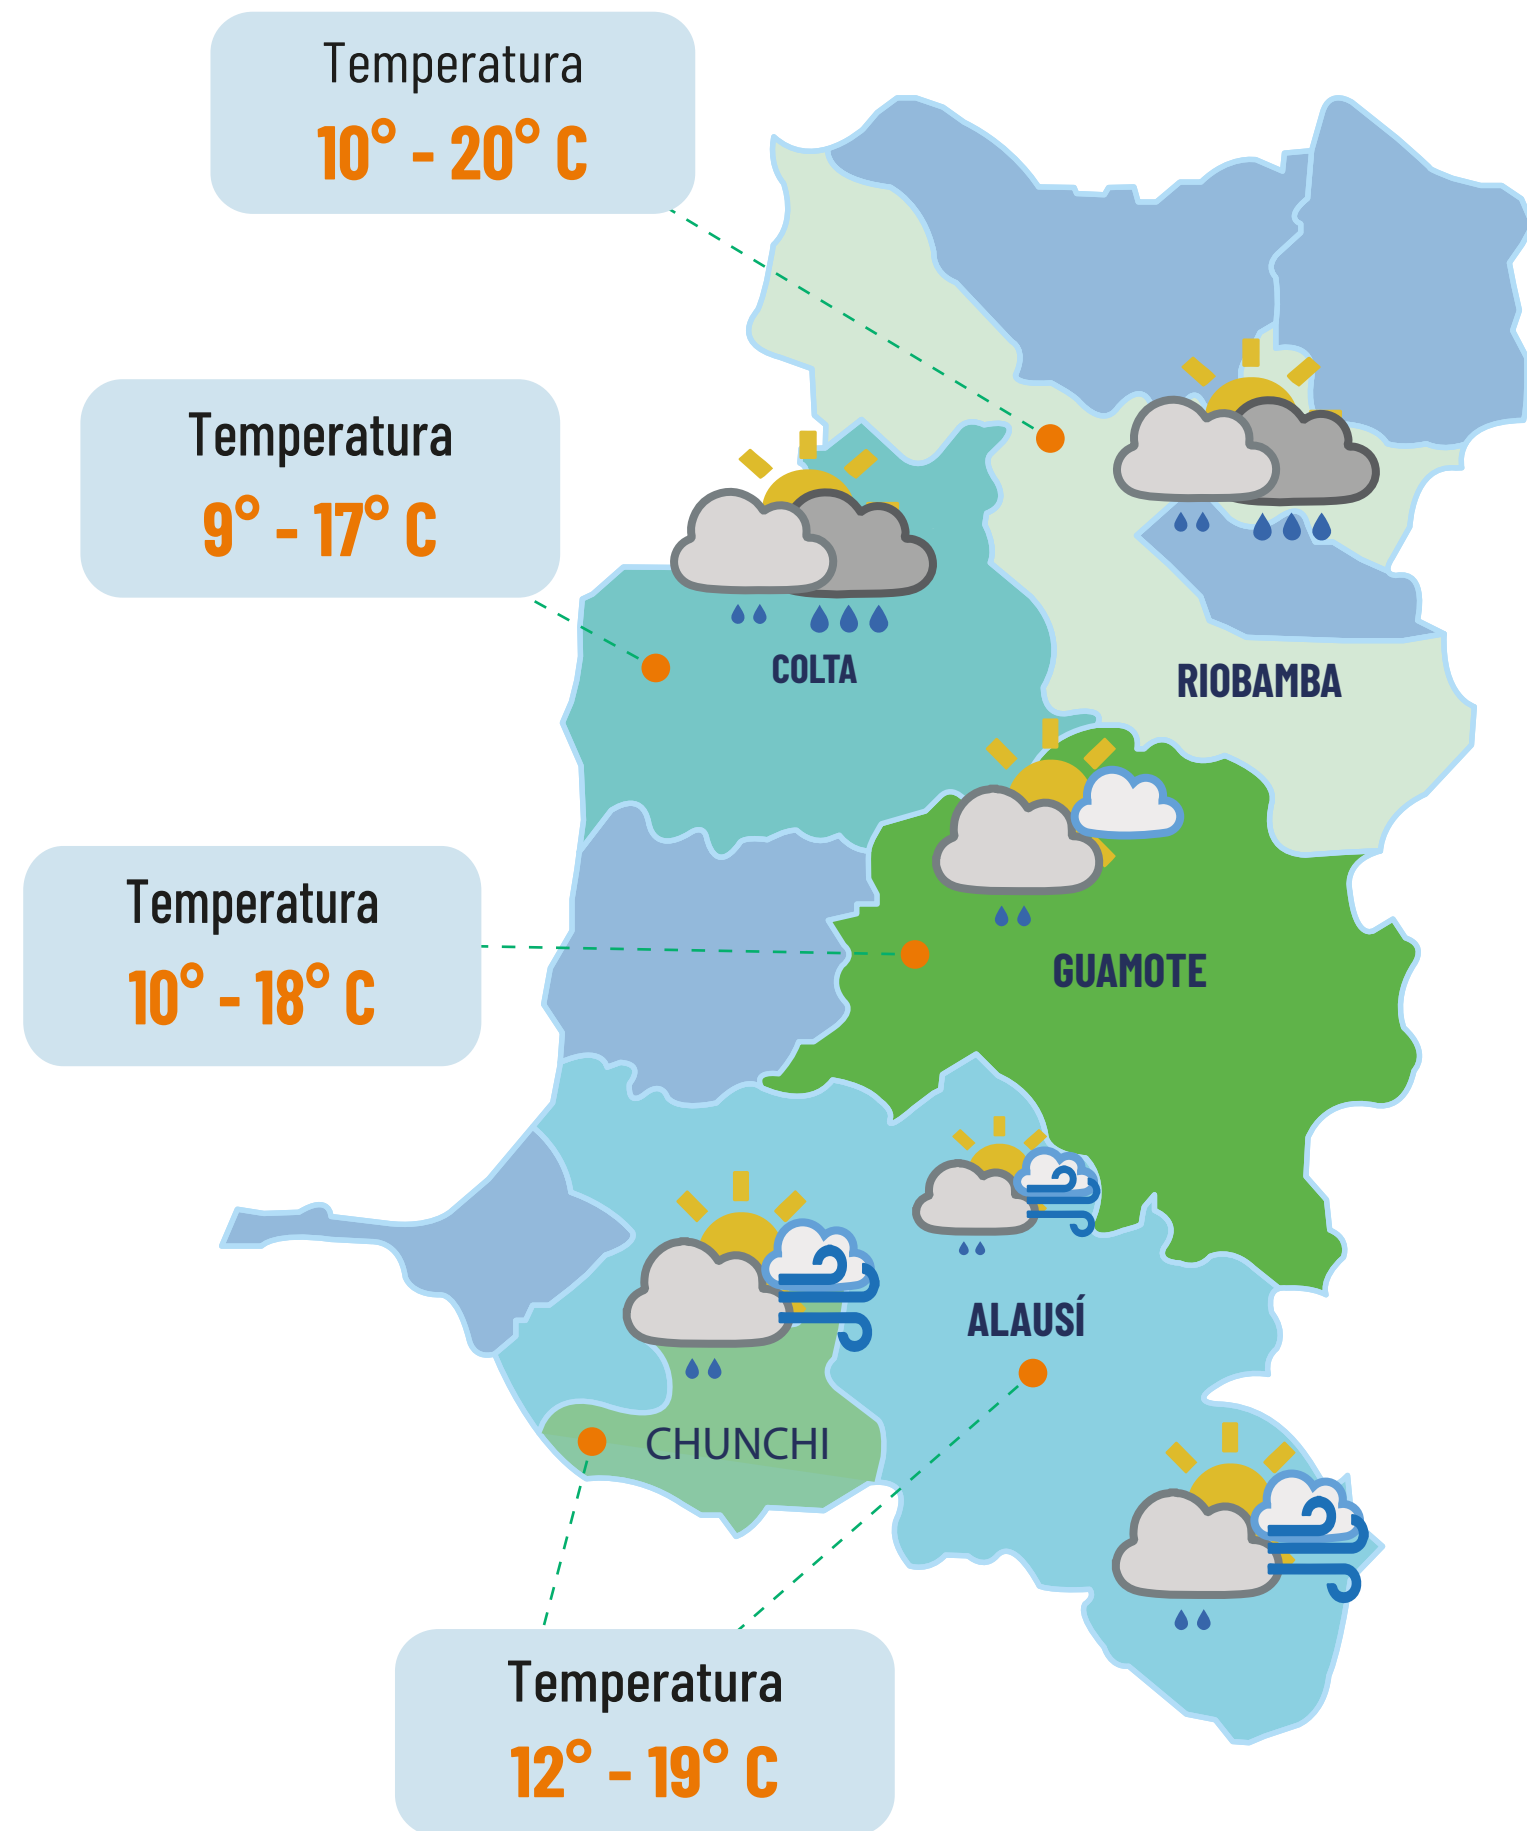 Temperatura
10° - 20° C
Temperatura
9° - 17° C
COLTA
RIOBAMBA
Temperatura
10° - 18° C
GUAMOTE
ALAUSÍ
CHUNCHI
Temperatura
12° - 19° C